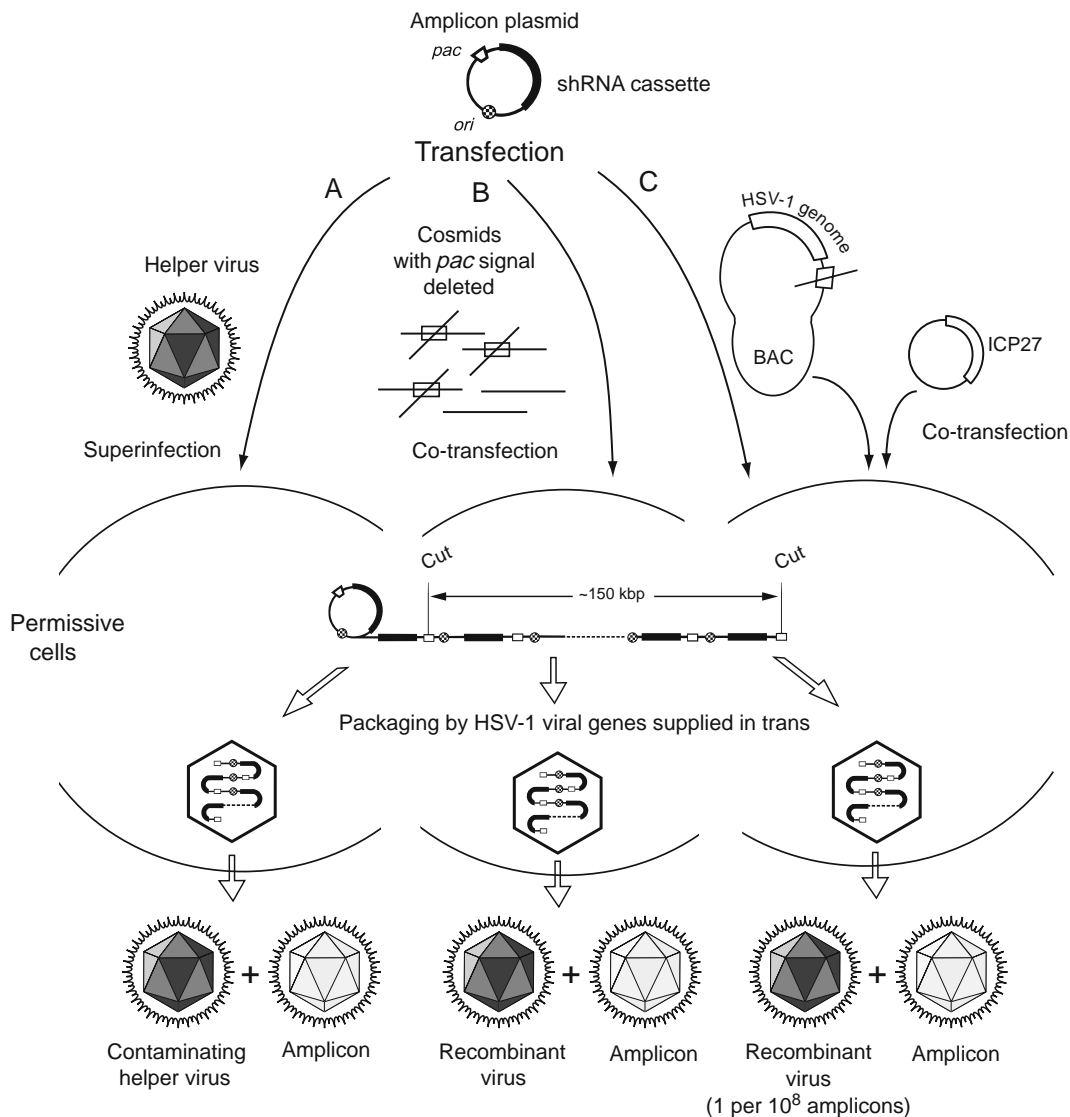 Amplicon plasmid
pac
shRNA cassette
ori
Transfection
A
B
C
HSV-1 genome
Cosmids
with pac signal
deleted
Helper virus
BAC
ICP27
Superinfection
Co-transfection
Co-transfection
Cut
Cut
~150 kbp
Permissive
cells
Packaging by HSV-1 viral genes supplied in trans
+
+
+
Contaminating
helper virus
Amplicon
Recombinant
virus
Amplicon
Recombinant
virus
(1 per 10⁸ amplicons)
Amplicon